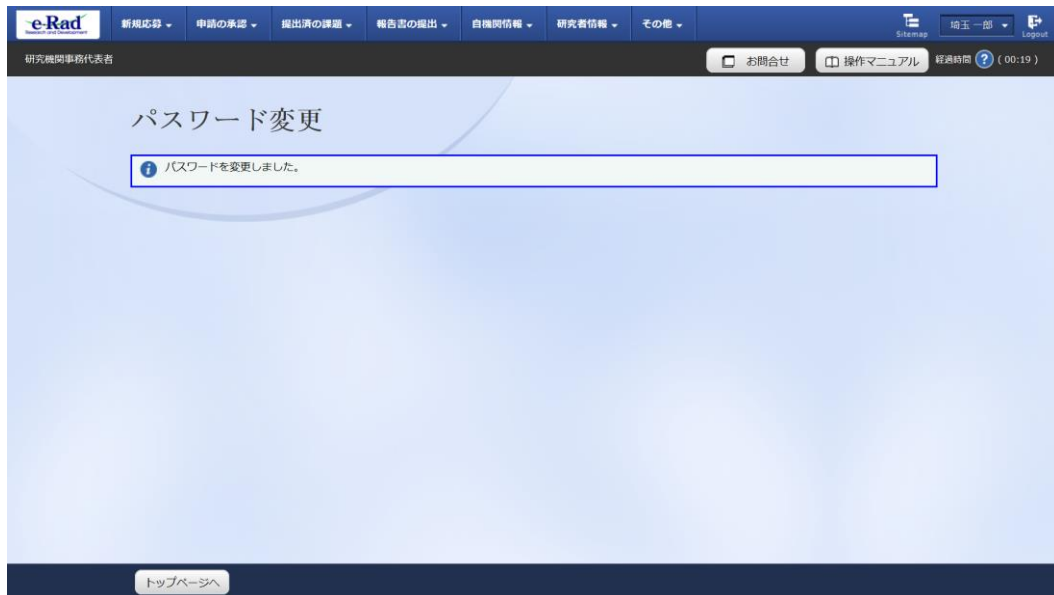 e-Rad
Research and Development
新規応募
申請の承認
提出済の課題
報告書の提出
自機関情報
研究者情報
その他
Sitemap
埼玉 一郎
Logout
研究機関事務代表者
お問合せ
操作マニュアル
経過時間 ? ( 00:19 )
パスワード変更
パスワードを変更しました。
トップページへ